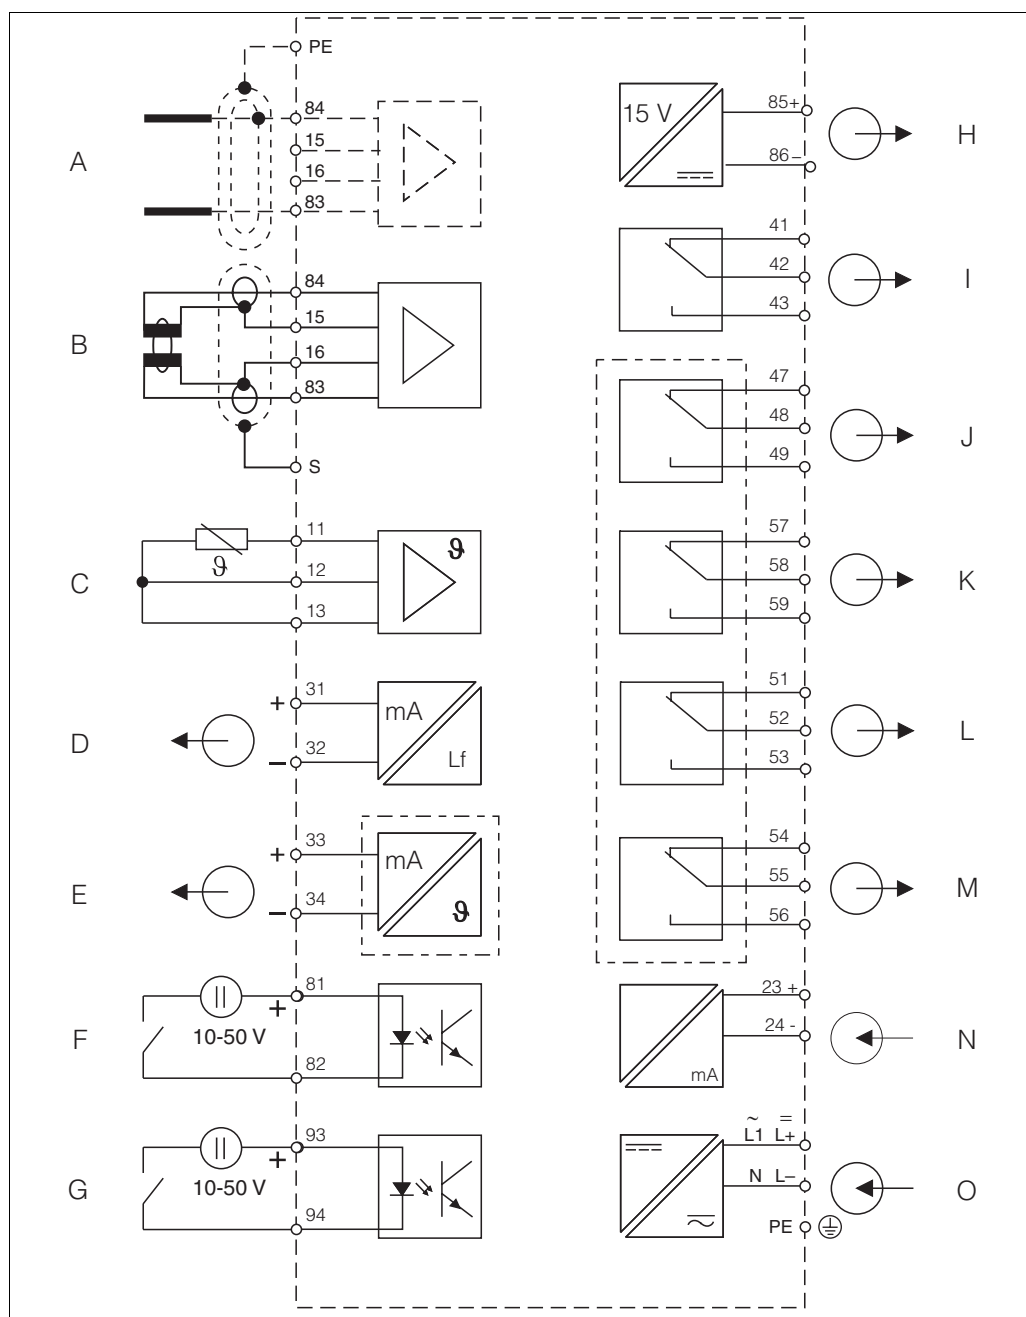 PE
A
84
15
16
83
B
84
15
16
83
S
C
ϑ
11
12
13
ϑ
D
+
–
31
32
mA
Lf
E
+
–
33
34
mA
ϑ
F
10-50 V
+
81
82
G
10-50 V
+
93
94
15 V
85+
86–
H
41
42
43
I
47
48
49
J
57
58
59
K
51
52
53
L
54
55
56
M
mA
23 +
24 -
N
~ =
L1 L+
N L–
PE
O